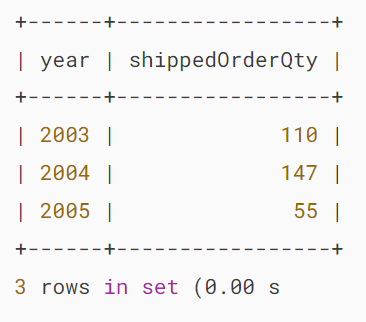 +------+-----------------+
| year | shippedOrderQty |
+------+-----------------+
| 2003 |             110 |
| 2004 |             147 |
| 2005 |              55 |
+------+-----------------+
3 rows in set (0.00 s